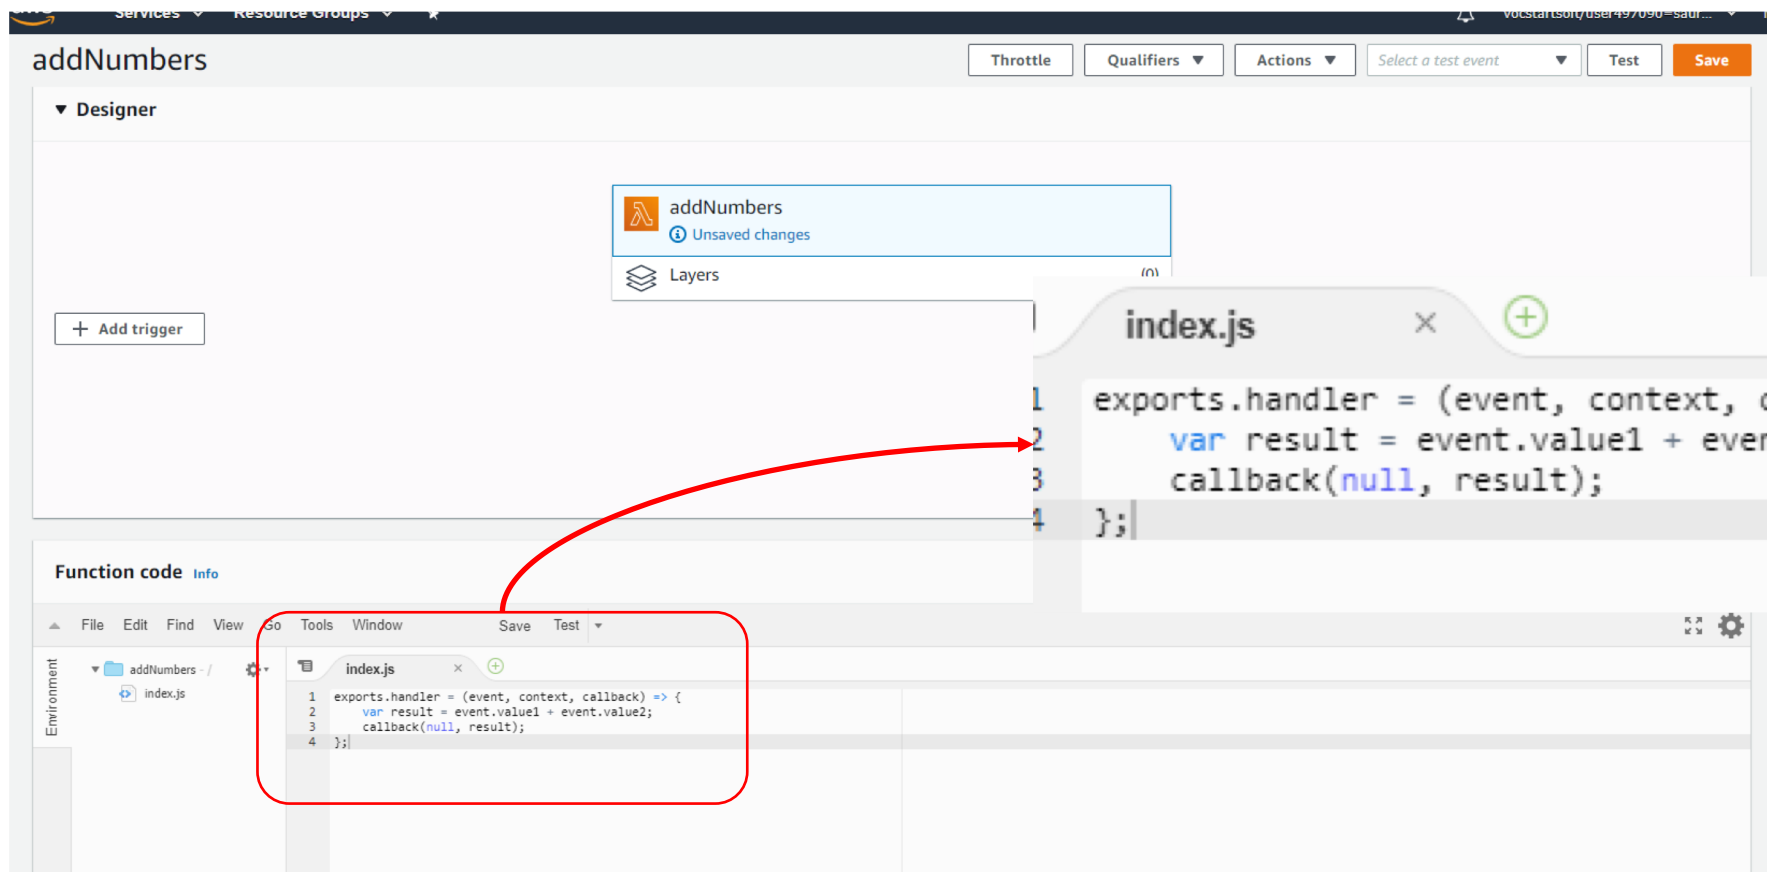 aws Services Resource Groups
addNumbers Throttle Qualifiers Actions Select a test event Test Save
Designer
addNumbers
Unsaved changes
Layers (0)
+ Add trigger
index.js
1 exports.handler = (event, context,
2 var result = event.value1 + even
3 callback(null, result);
4 };
Function code Info
File Edit Find View Go Tools Window Save Test
Environment
addNumbers - /
index.js
index.js
1 exports.handler = (event, context, callback) => {
2 var result = event.value1 + event.value2;
3 callback(null, result);
4 };